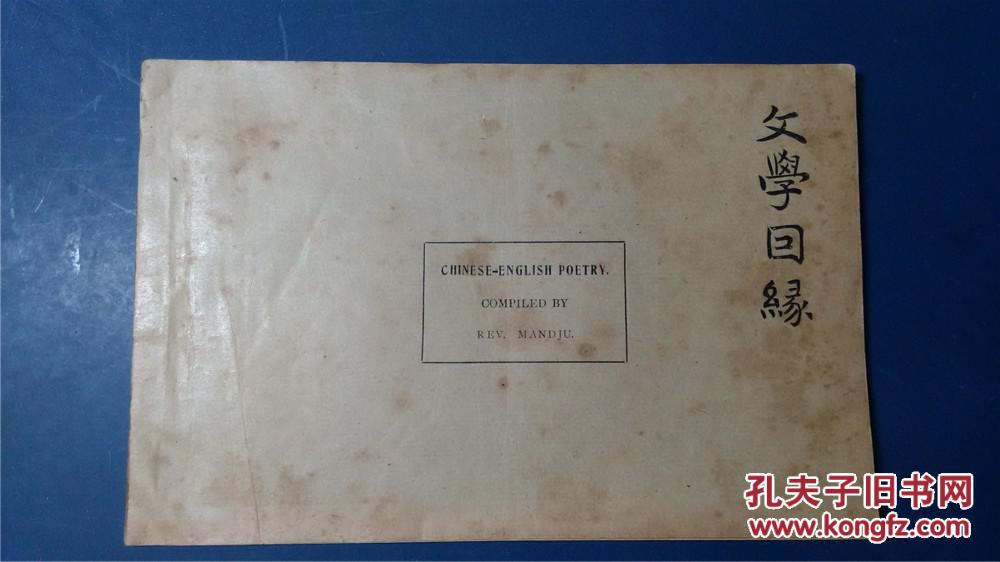 文學囙緣
CHINESE-ENGLISH POETRY.
COMPILED BY
REV. MANDJU.
孔夫子旧书网
www.kongfz.com